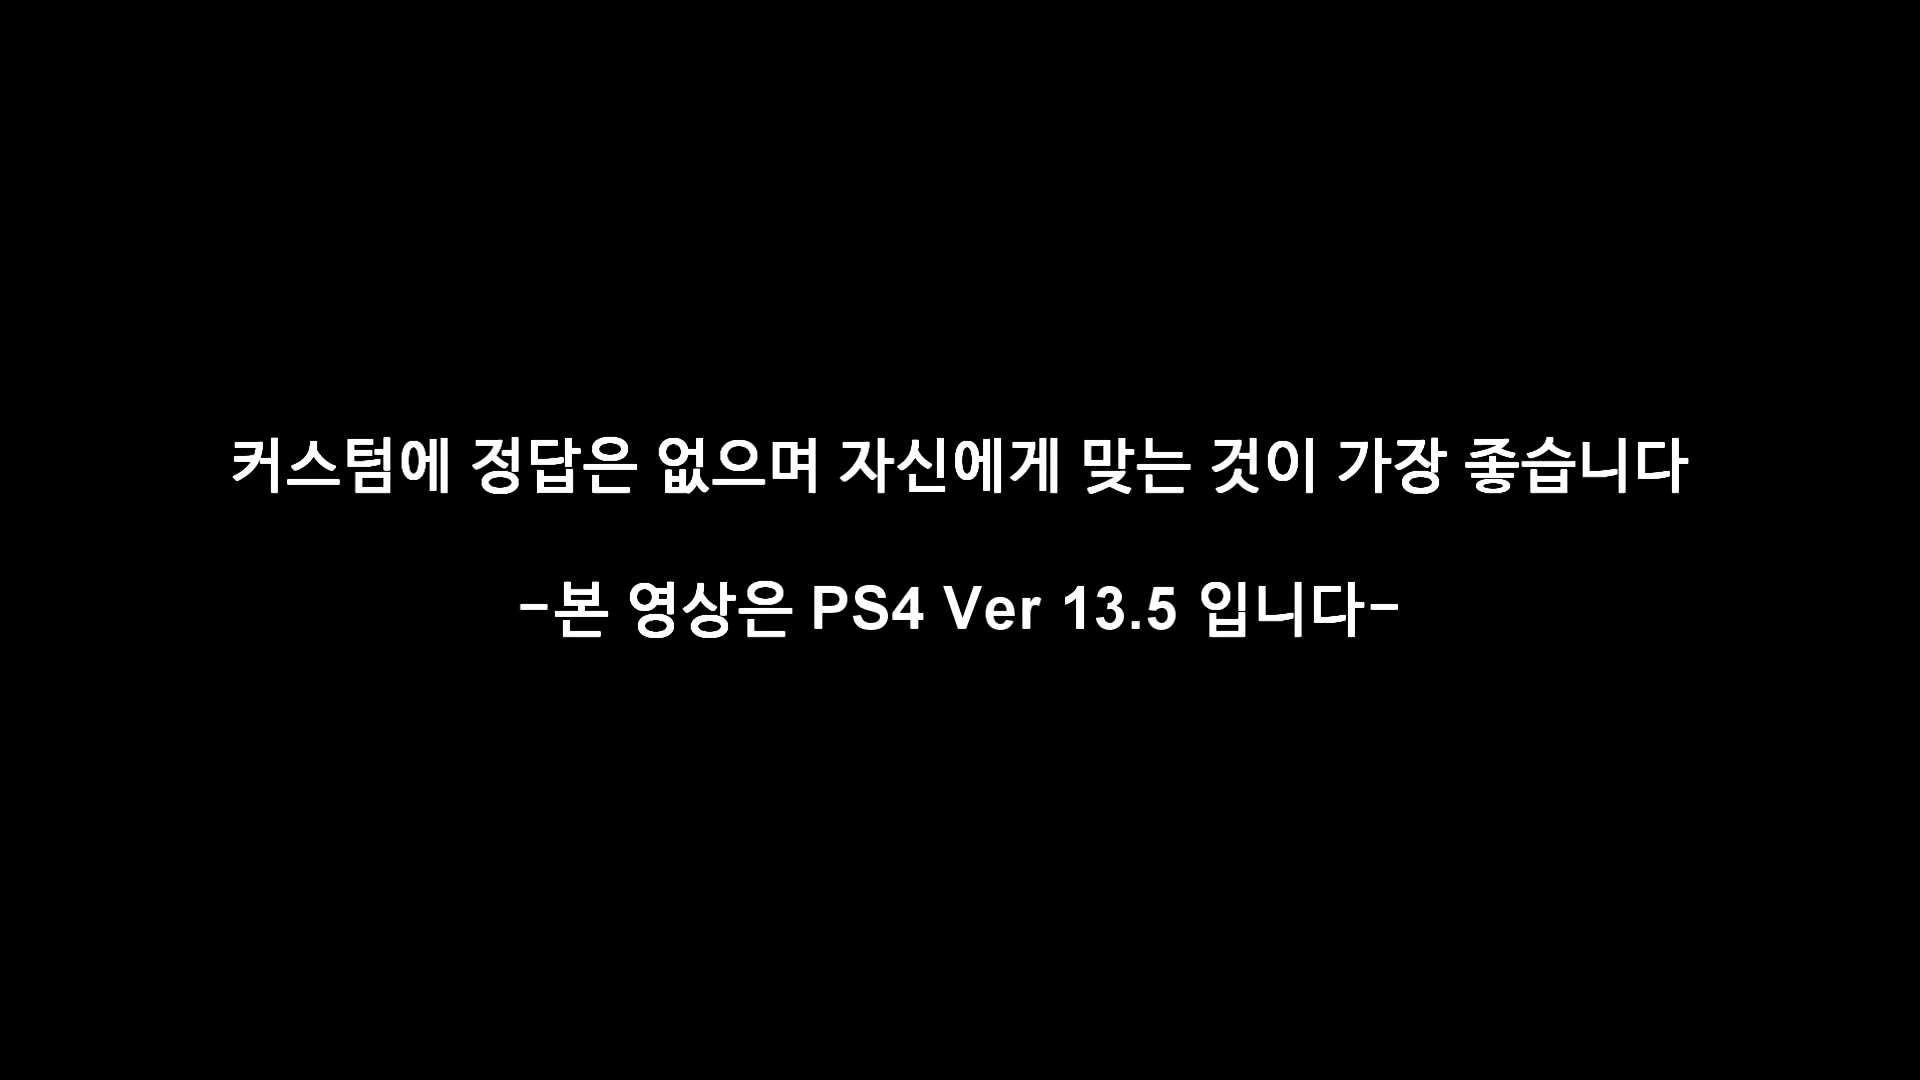 커스텀에 정답은 없으며 자신에게 맞는 것이 가장 좋습니다
-본 영상은 PS4 Ver 13.5 입니다-